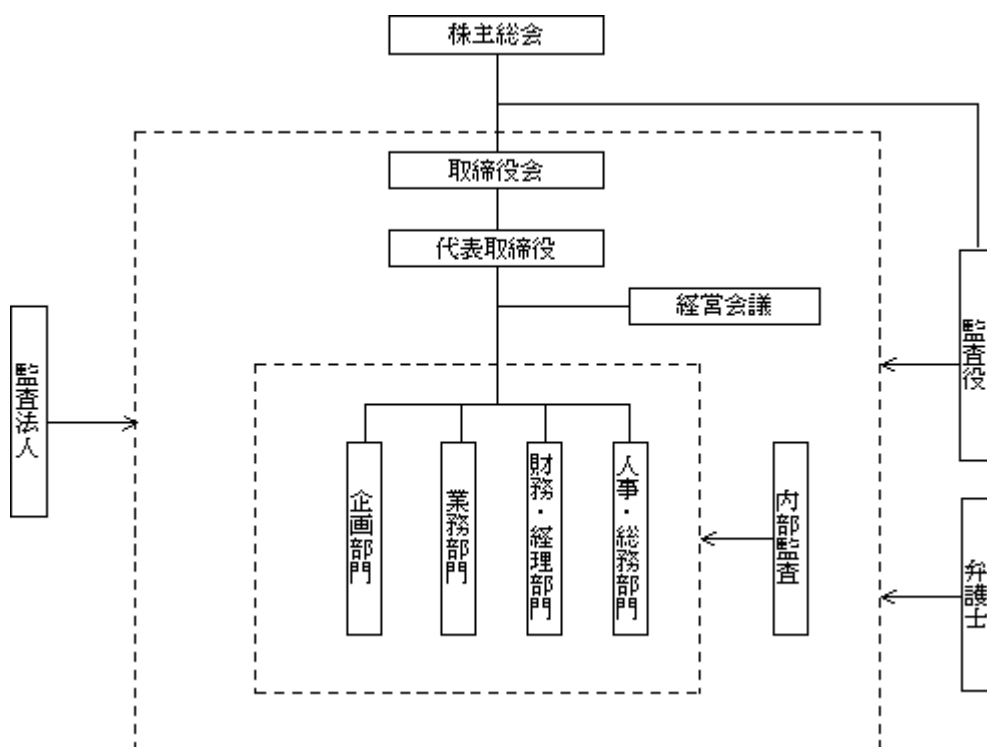 株主総会
取締役会
代表取締役
経営会議
監査法人
監査役
企画部門
業務部門
財務・経理部門
人事・総務部門
内部監査
弁護士